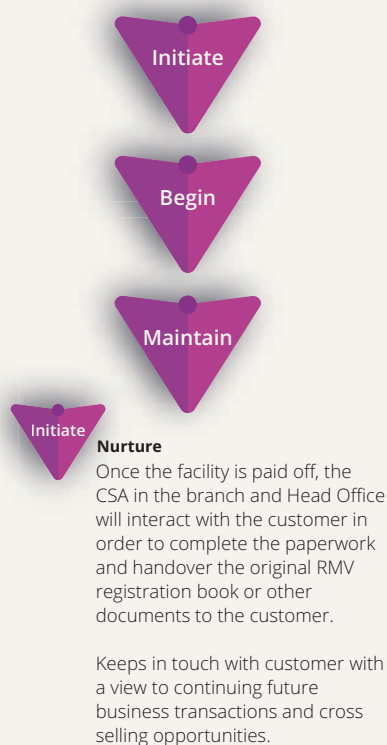 Initiate
Begin
Maintain
Initiate
Nurture
Once the facility is paid off, the
CSA in the branch and Head Office
will interact with the customer in
order to complete the paperwork
and handover the original RMV
registration book or other
documents to the customer.
Keeps in touch with customer with
a view to continuing future
business transactions and cross
selling opportunities.